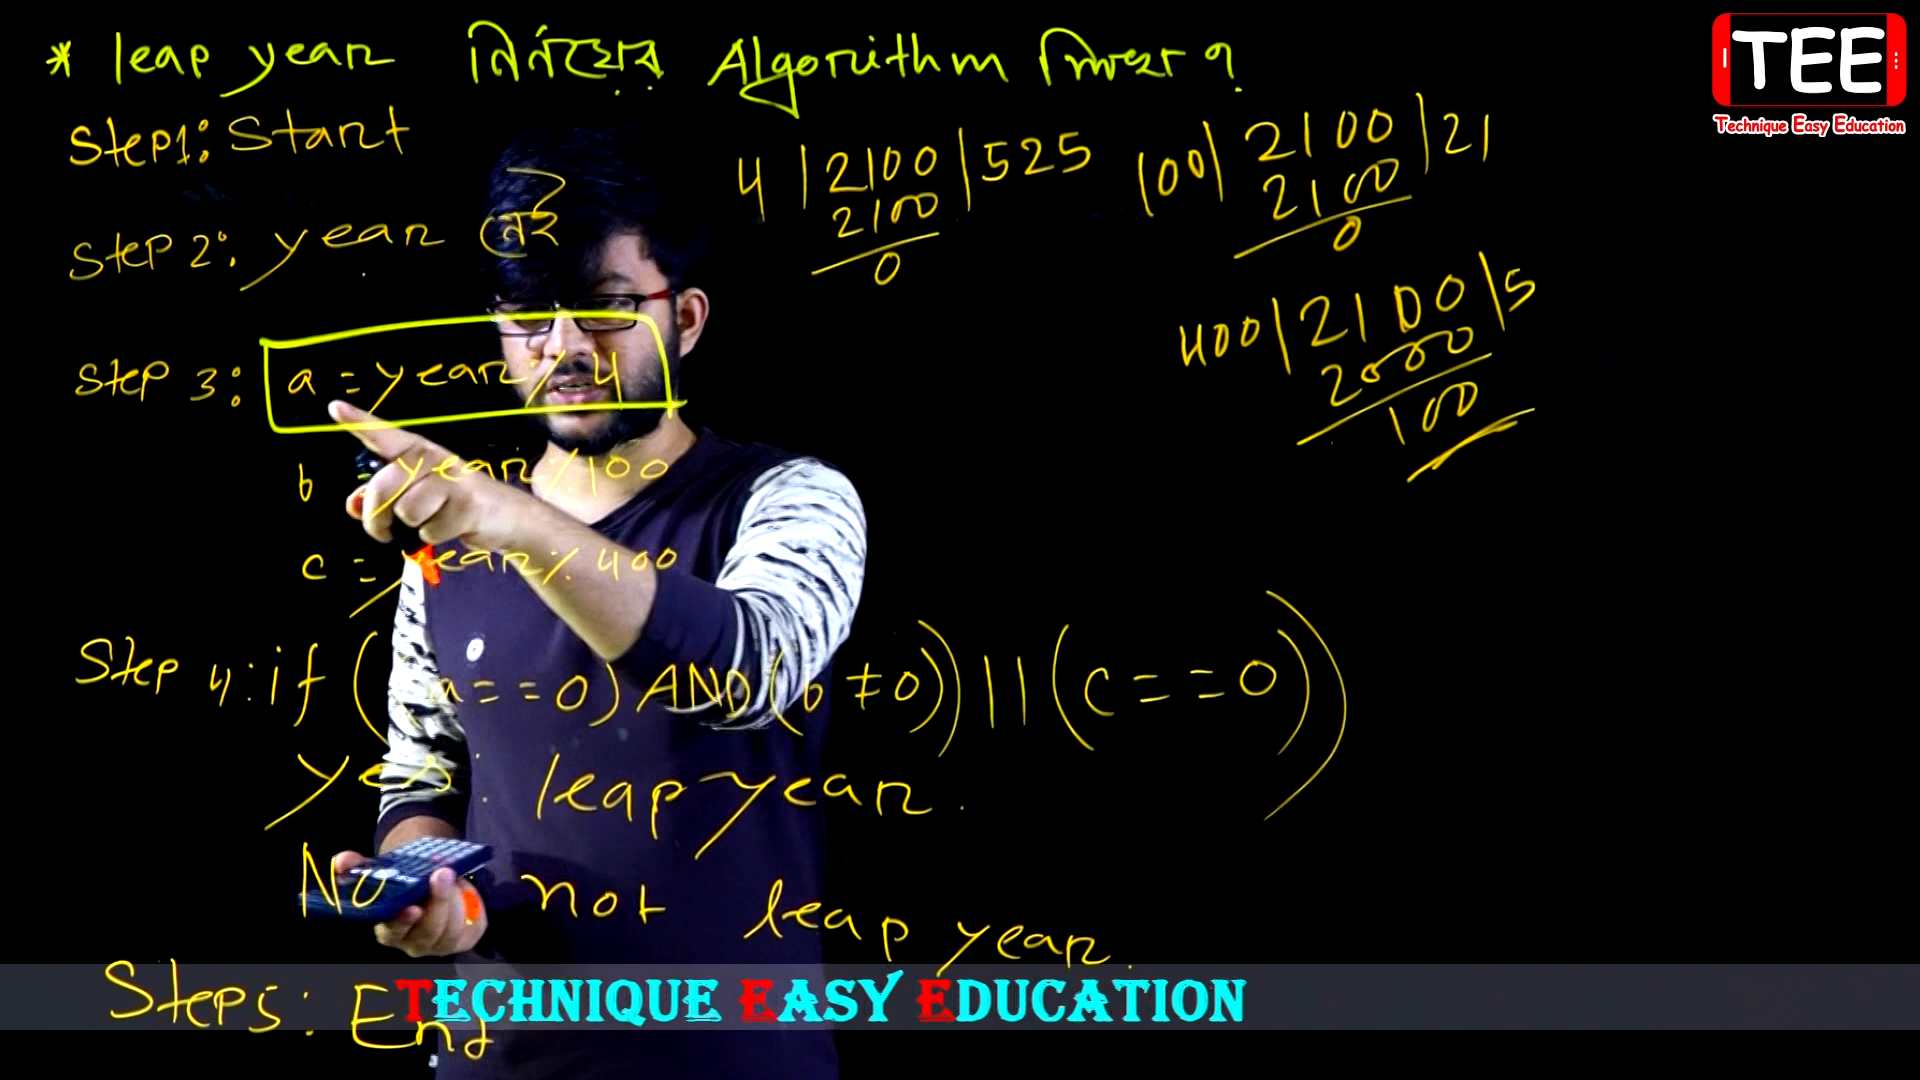 * leap year নির্ণয়ের Algorithm লিখো ?
Step1: Start
Step 2: year নেই
Step 3: a = year % 4
b = year % 100
c = year % 400
Step 4: if ((a==0) AND (b ≠ 0)) || (c==0))
Yes: leap year.
No : not leap year.
Step5: End
4 | 2100 | 525
2100
0
100 | 2100 | 21
2100
0
400 | 2100 | 5
2000
100
TEE
Technique Easy Education
TECHNIQUE EASY EDUCATION